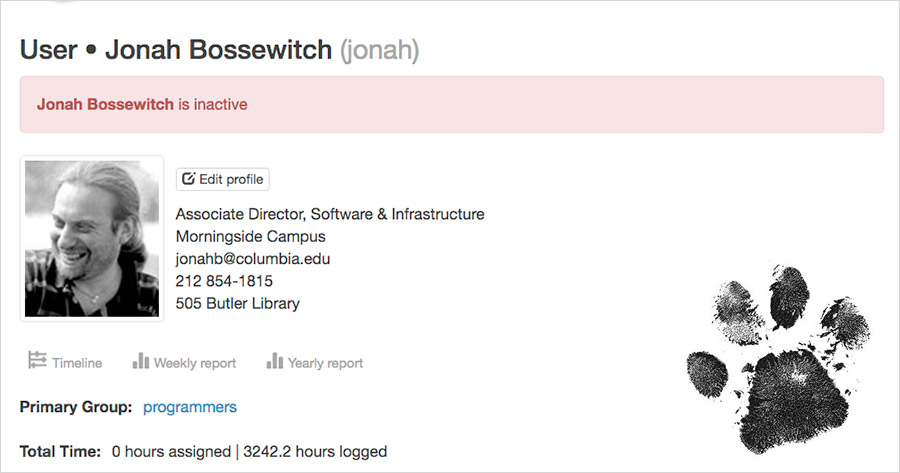 User • Jonah Bossewitch (jonah)
Jonah Bossewitch is inactive
Edit profile
Associate Director, Software & Infrastructure
Morningside Campus
jonahb@columbia.edu
212 854-1815
505 Butler Library
Timeline Weekly report Yearly report
Primary Group: programmers
Total Time: 0 hours assigned | 3242.2 hours logged